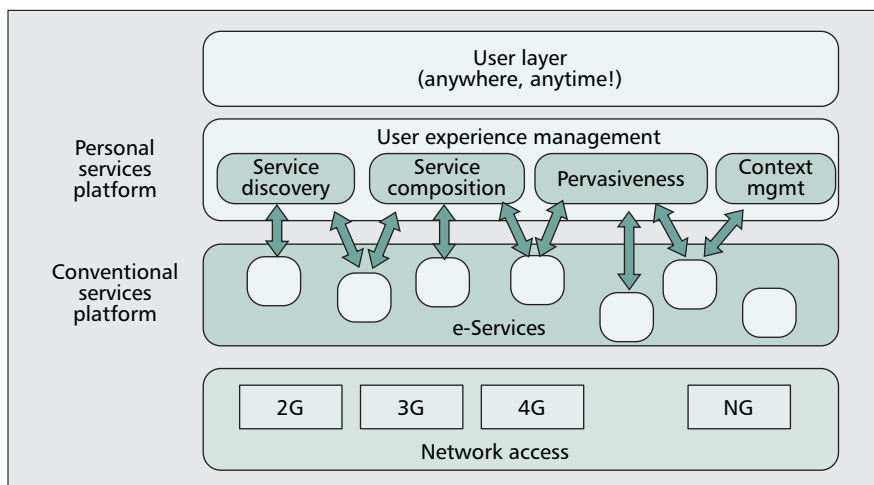 User layer
(anywhere, anytime!)
Personal
services
platform
User experience management
Service
discovery
Service
composition
Pervasiveness
Context
mgmt
Conventional
services
platform
e-Services
2G
3G
4G
NG
Network access